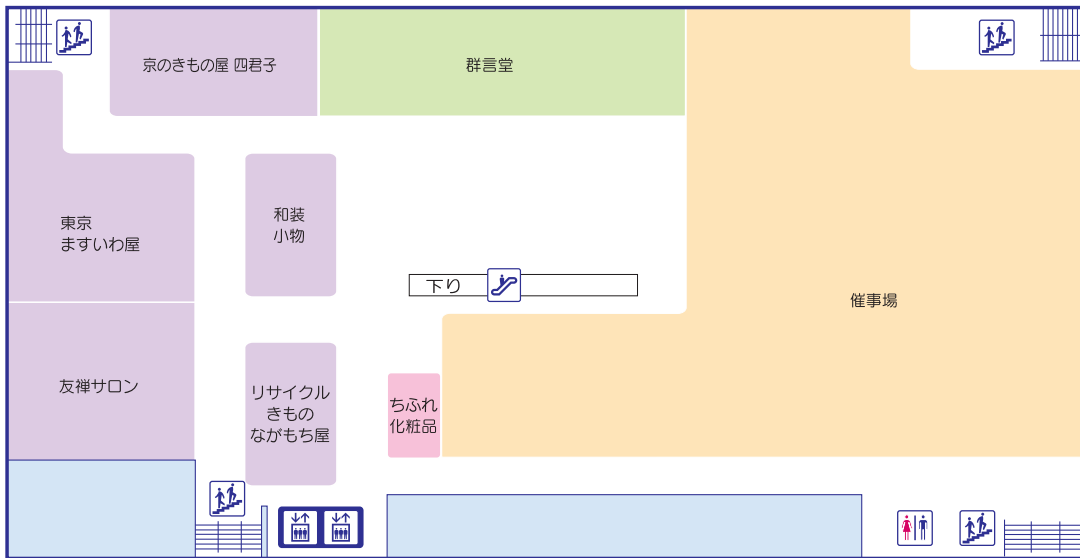 京のきもの屋 四君子
群言堂
東京
ますいわ屋
和装
小物
下り
催事場
友禅サロン
リサイクル
きもの
ながもち屋
ちふれ
化粧品